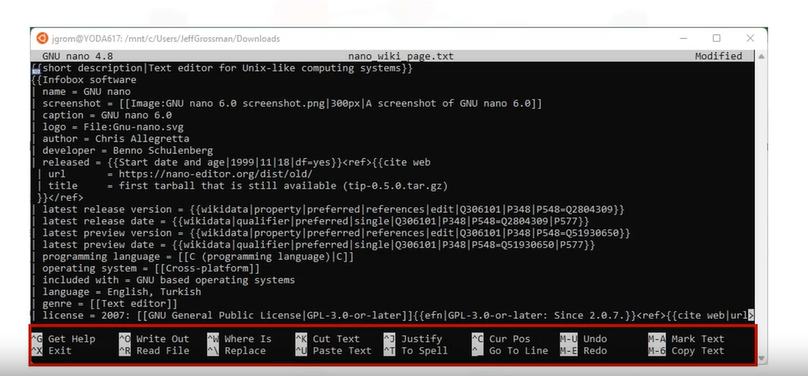 jgrom@YODA617: /mnt/c/Users/JeffGrossman/Downloads
GNU nano 4.8 nano_wiki_page.txt Modified
{{short description|Text editor for Unix-like computing systems}}
{{Infobox software
| name = GNU nano
| screenshot = [[Image:GNU nano 6.0 screenshot.png|300px|A screenshot of GNU nano 6.0]]
| caption = GNU nano 6.0
| logo = File:Gnu-nano.svg
| author = Chris Allegretta
| developer = Benno Schulenberg
| released = {{Start date and age|1999|11|18|df=yes}}<ref>{{cite web
| url = https://nano-editor.org/dist/old/
| title = first tarball that is still available (tip-0.5.0.tar.gz)
}}</ref>
| latest release version = {{wikidata|property|preferred|references|edit|Q306101|P348|P548=Q2804309}}
| latest release date = {{wikidata|qualifier|preferred|single|Q306101|P348|P548=Q2804309|P577}}
| latest preview version = {{wikidata|property|preferred|references|edit|Q306101|P348|P548=Q51930650}}
| latest preview date = {{wikidata|qualifier|preferred|single|Q306101|P348|P548=Q51930650|P577}}
| programming language = [[C (programming language)|C]]
| operating system = [[Cross-platform]]
| included with = GNU based operating systems
| language = English, Turkish
| genre = [[Text editor]]
| license = 2007: [[GNU General Public License|GPL-3.0-or-later]]{{efn|GPL-3.0-or-later: Since 2.0.7.}}<ref>{{cite web|url>
^G Get Help ^O Write Out ^W Where Is ^K Cut Text ^J Justify ^C Cur Pos M-U Undo M-A Mark Text
^X Exit ^R Read File ^\ Replace ^U Paste Text ^T To Spell ^_ Go To Line M-E Redo M-6 Copy Text